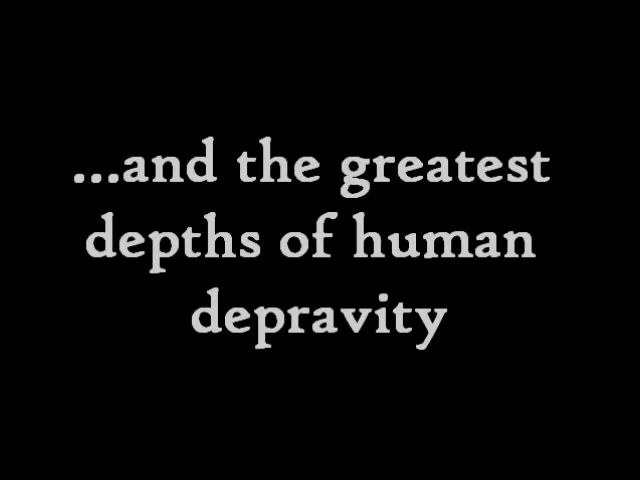 ...and the greatest
depths of human
depravity